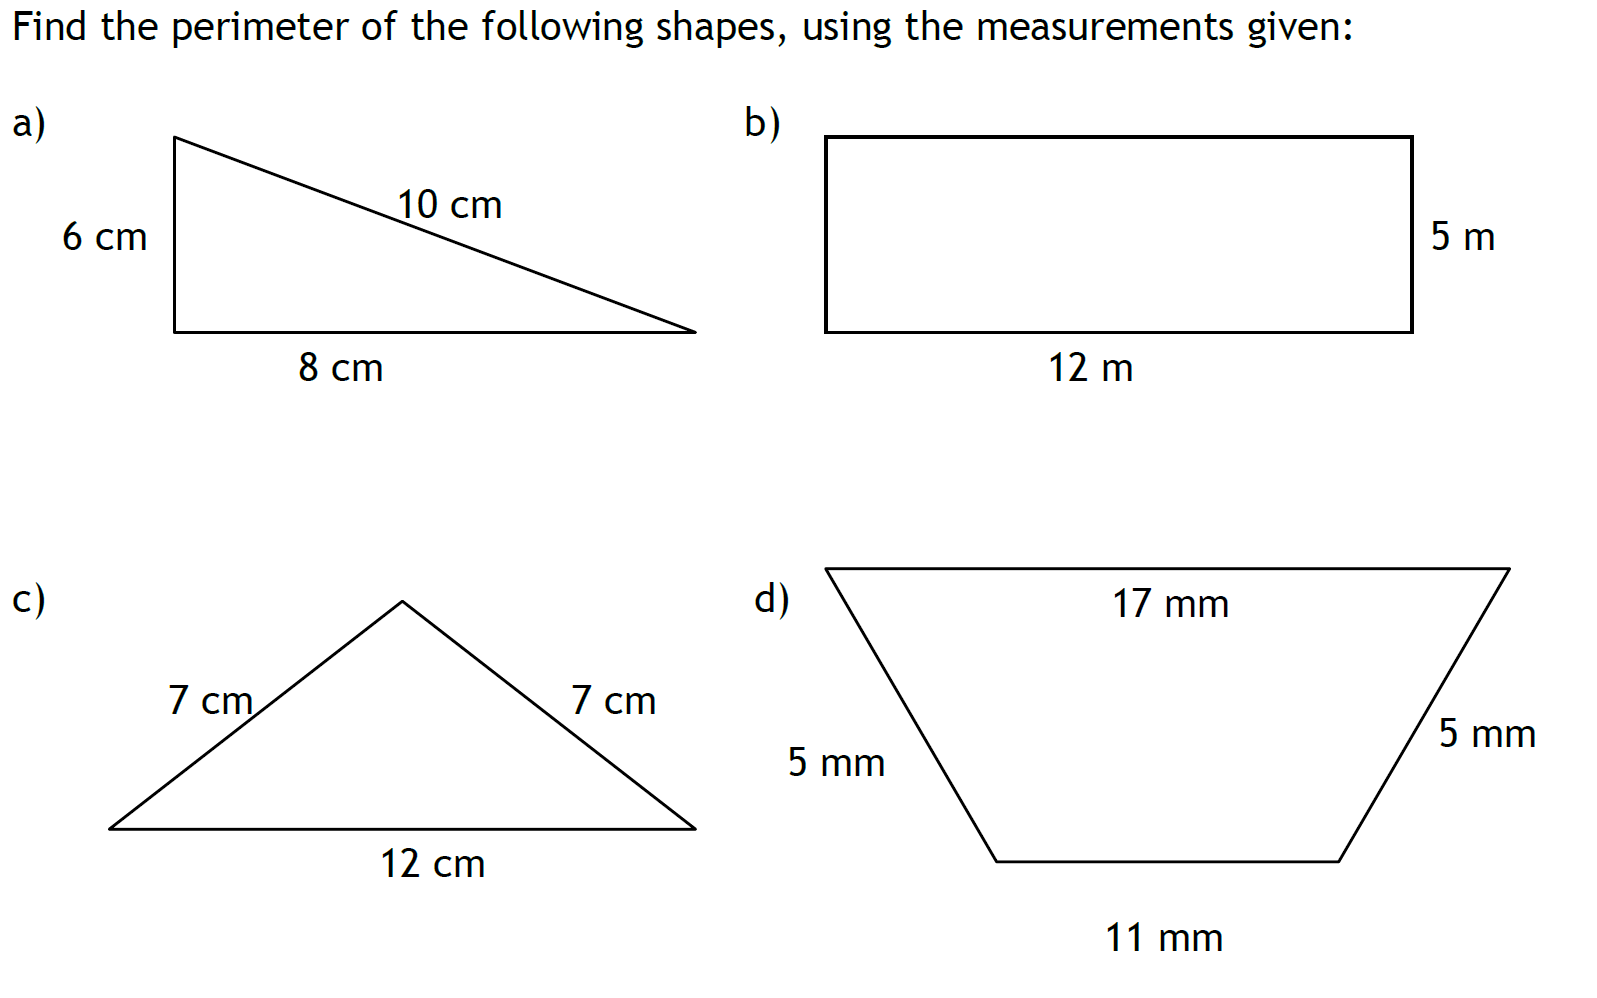 Find the perimeter of the following shapes, using the measurements given:
a)
10 cm
6 cm
8 cm
b)
5 m
12 m
c)
7 cm
7 cm
12 cm
d)
17 mm
5 mm
5 mm
11 mm